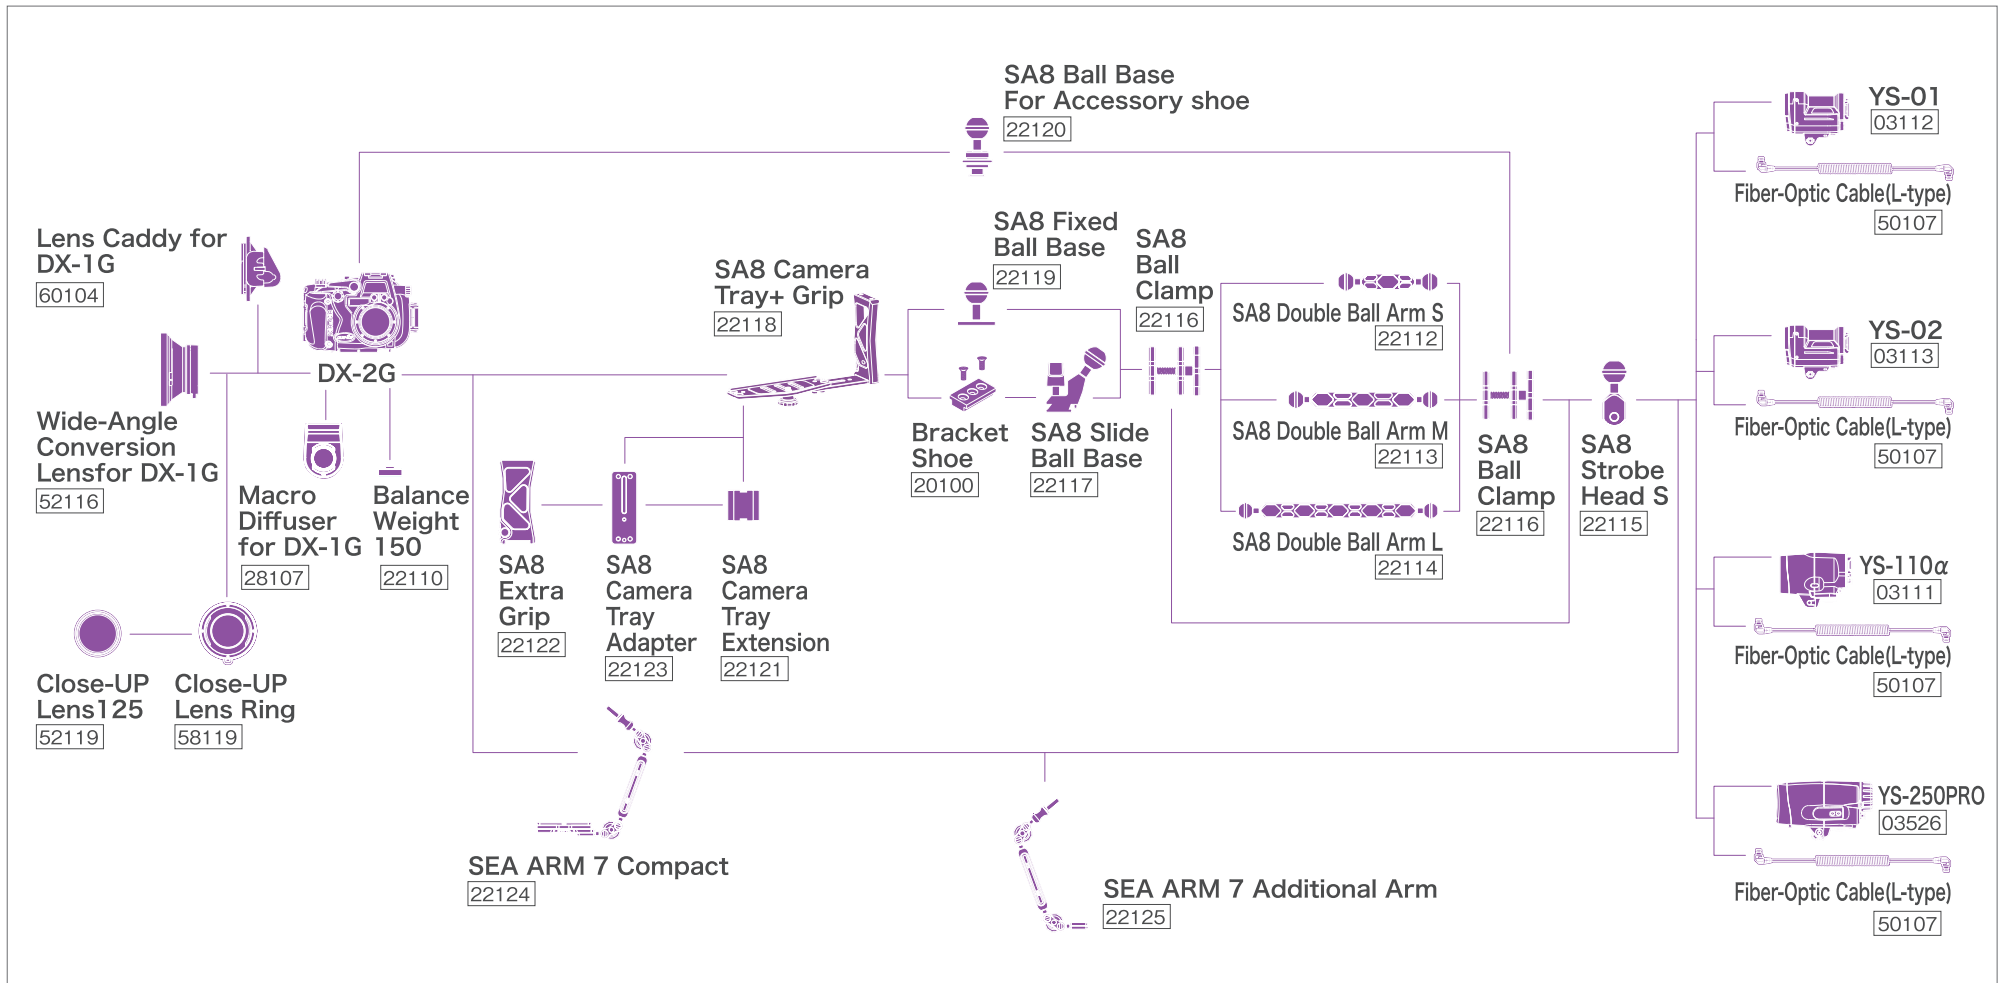 SA8 Ball Base
For Accessory shoe
22120
YS-01
03112
Fiber-Optic Cable(L-type)
50107
Lens Caddy for
DX-1G
60104
SA8 Camera
Tray+ Grip
22118
SA8 Fixed
Ball Base
22119
SA8
Ball
Clamp
22116
SA8 Double Ball Arm S
22112
YS-02
03113
Fiber-Optic Cable(L-type)
50107
DX-2G
Wide-Angle
Conversion
Lensfor DX-1G
52116
Macro
Diffuser
for DX-1G
28107
Balance
Weight
150
22110
Bracket
Shoe
20100
SA8 Slide
Ball Base
22117
SA8 Double Ball Arm M
22113
SA8
Ball
Clamp
22116
SA8
Strobe
Head S
22115
SA8 Double Ball Arm L
22114
SA8
Extra
Grip
22122
SA8
Camera
Tray
Adapter
22123
SA8
Camera
Tray
Extension
22121
YS-110α
03111
Fiber-Optic Cable(L-type)
50107
Close-UP
Lens125
52119
Close-UP
Lens Ring
58119
YS-250PRO
03526
Fiber-Optic Cable(L-type)
50107
SEA ARM 7 Compact
22124
SEA ARM 7 Additional Arm
22125